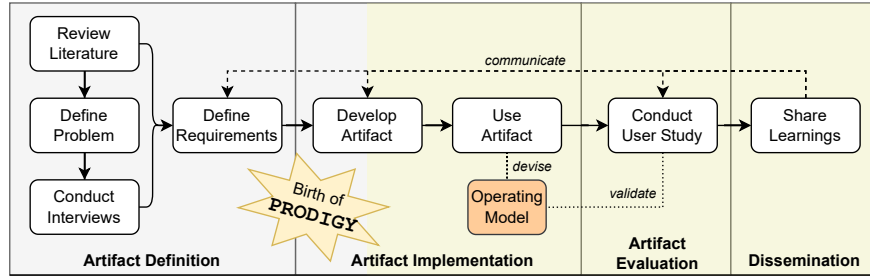 Review
Literature
Define
Problem
Conduct
Interviews
Define
Requirements
Develop
Artifact
Use
Artifact
Conduct
User Study
Share
Learnings
communicate
devise
validate
Operating
Model
Birth of
PRODIGY
Artifact Definition
Artifact Implementation
Artifact
Evaluation
Dissemination